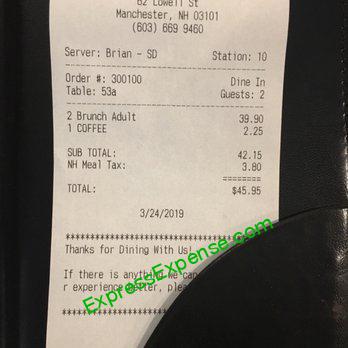 62 Lowell St
Manchester, NH 03101
(603) 669 9460
Server: Brian - SD Station: 10
Order #: 300100 Dine In
Table: 53a Guests: 2
2 Brunch Adult 39.90
1 COFFEE 2.25
SUB TOTAL: 42.15
NH Meal Tax: 3.80
========
TOTAL: $45.95
3/24/2019
Thanks for Dining With Us!
If there is anything we can
r experience better, plea
ExpressExpense.com